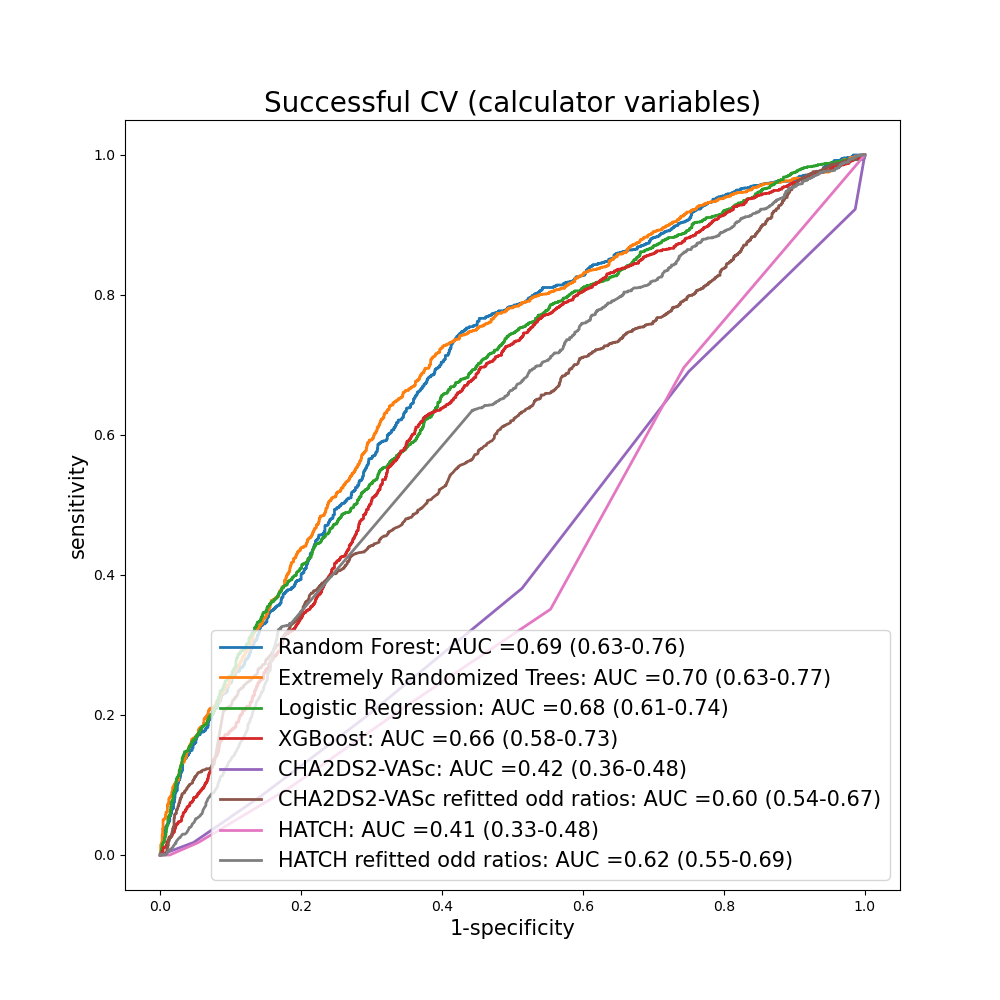 Successful CV (calculator variables)
1.0
0.8
0.6
0.4
0.2
0.0
sensitivity
Random Forest: AUC =0.69 (0.63-0.76)
Extremely Randomized Trees: AUC =0.70 (0.63-0.77)
Logistic Regression: AUC =0.68 (0.61-0.74)
XGBoost: AUC =0.66 (0.58-0.73)
CHA2DS2-VASc: AUC =0.42 (0.36-0.48)
CHA2DS2-VASc refitted odd ratios: AUC =0.60 (0.54-0.67)
HATCH: AUC =0.41 (0.33-0.48)
HATCH refitted odd ratios: AUC =0.62 (0.55-0.69)
0.0 0.2 0.4 0.6 0.8 1.0
1-specificity